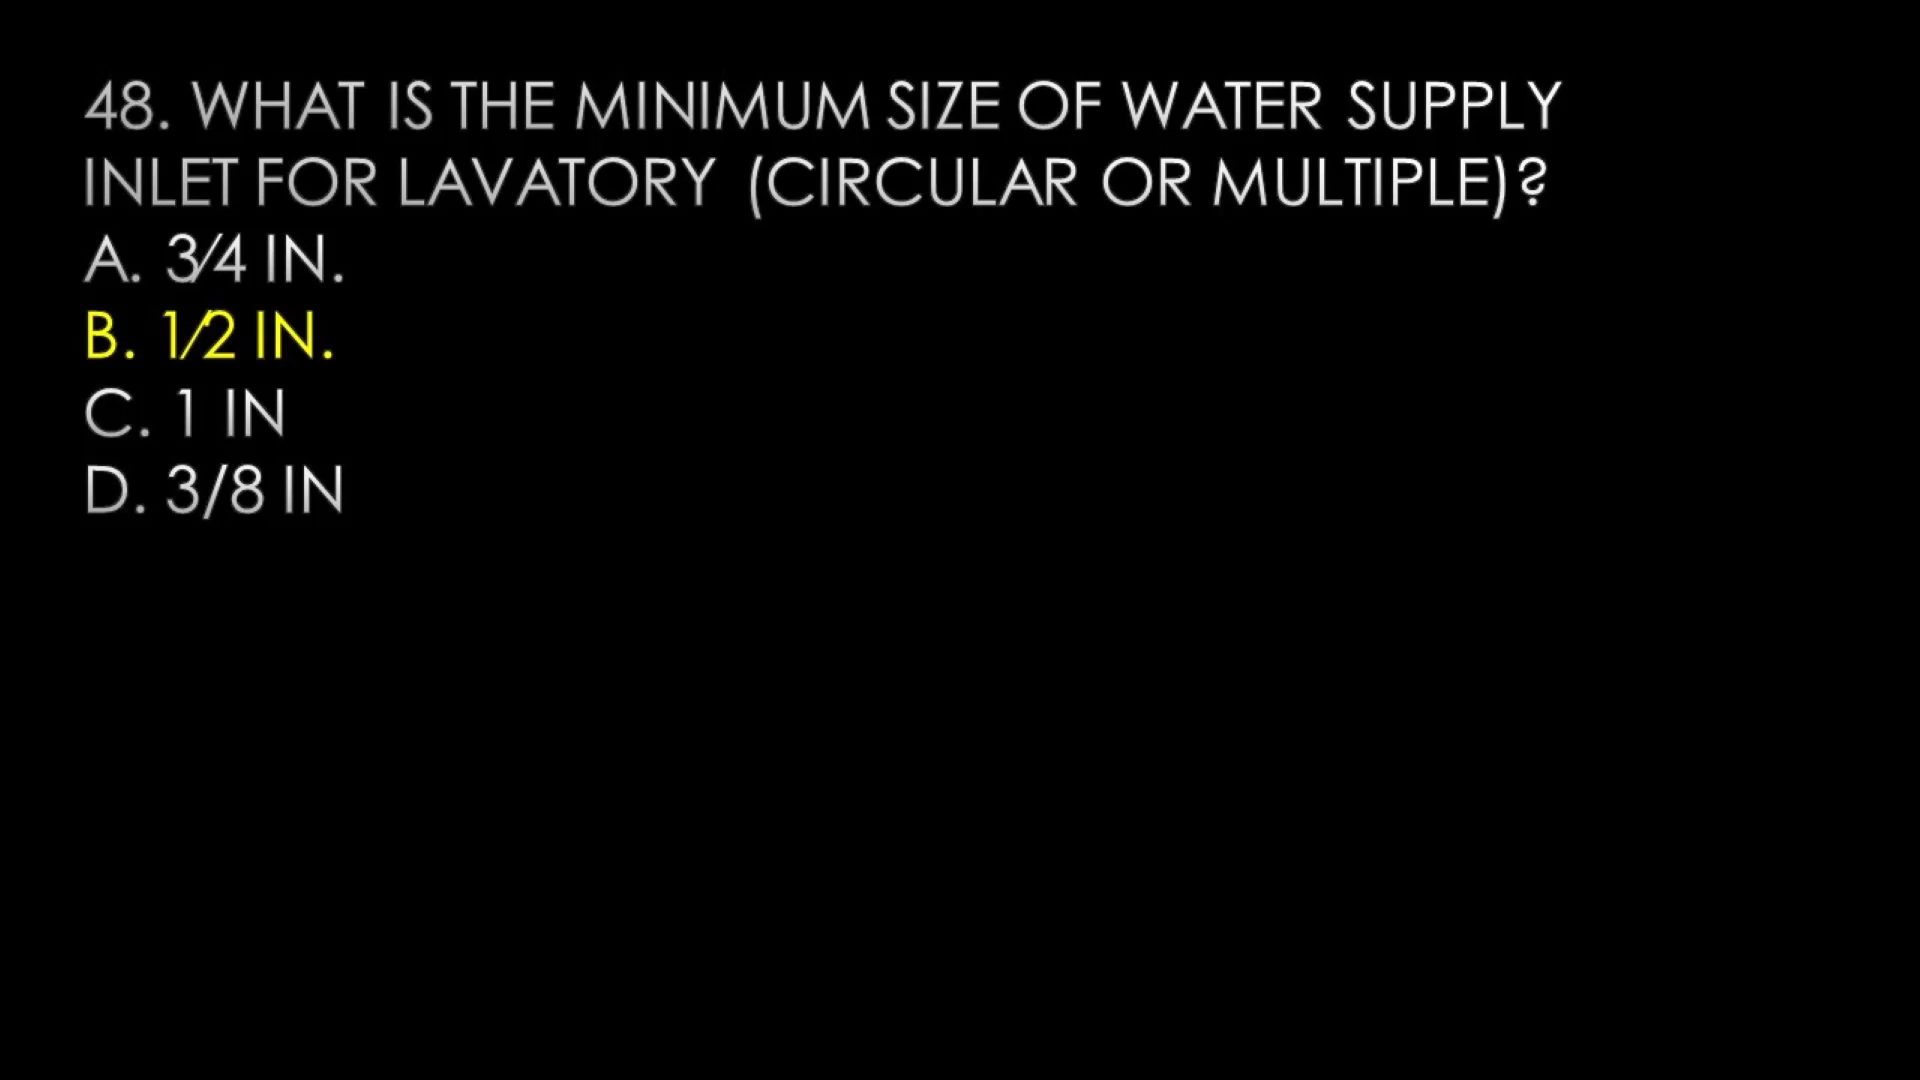 48. WHAT IS THE MINIMUM SIZE OF WATER SUPPLY
INLET FOR LAVATORY (CIRCULAR OR MULTIPLE)?
A. 3⁄4 IN.
B. 1⁄2 IN.
C. 1 IN
D. 3/8 IN